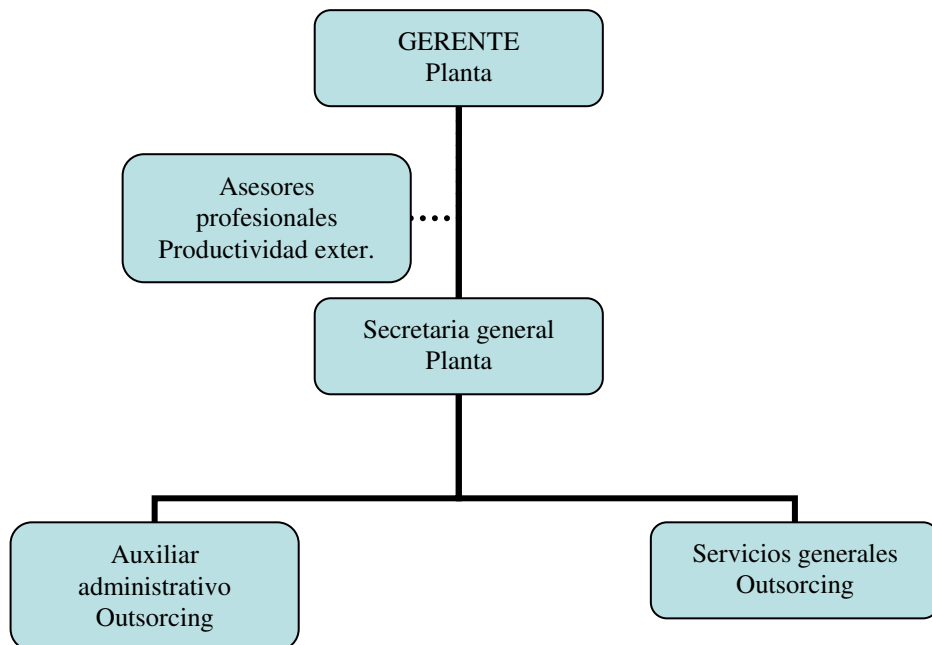 GERENTE
Planta
Asesores
profesionales
Productividad exter.
Secretaria general
Planta
Auxiliar
administrativo
Outsorcing
Servicios generales
Outsorcing